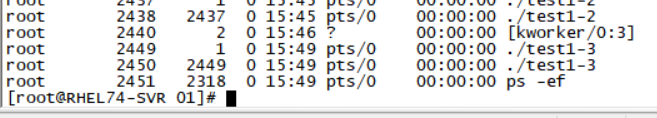 root 2437 1 0 15:45 pts/0 00:00:00 ./test1-2
root 2438 2437 0 15:45 pts/0 00:00:00 ./test1-2
root 2440 2 0 15:46 ? 00:00:00 [kworker/0:3]
root 2449 1 0 15:49 pts/0 00:00:00 ./test1-3
root 2450 2449 0 15:49 pts/0 00:00:00 ./test1-3
root 2451 2318 0 15:49 pts/0 00:00:00 ps -ef
[root@RHEL74-SVR 01]#